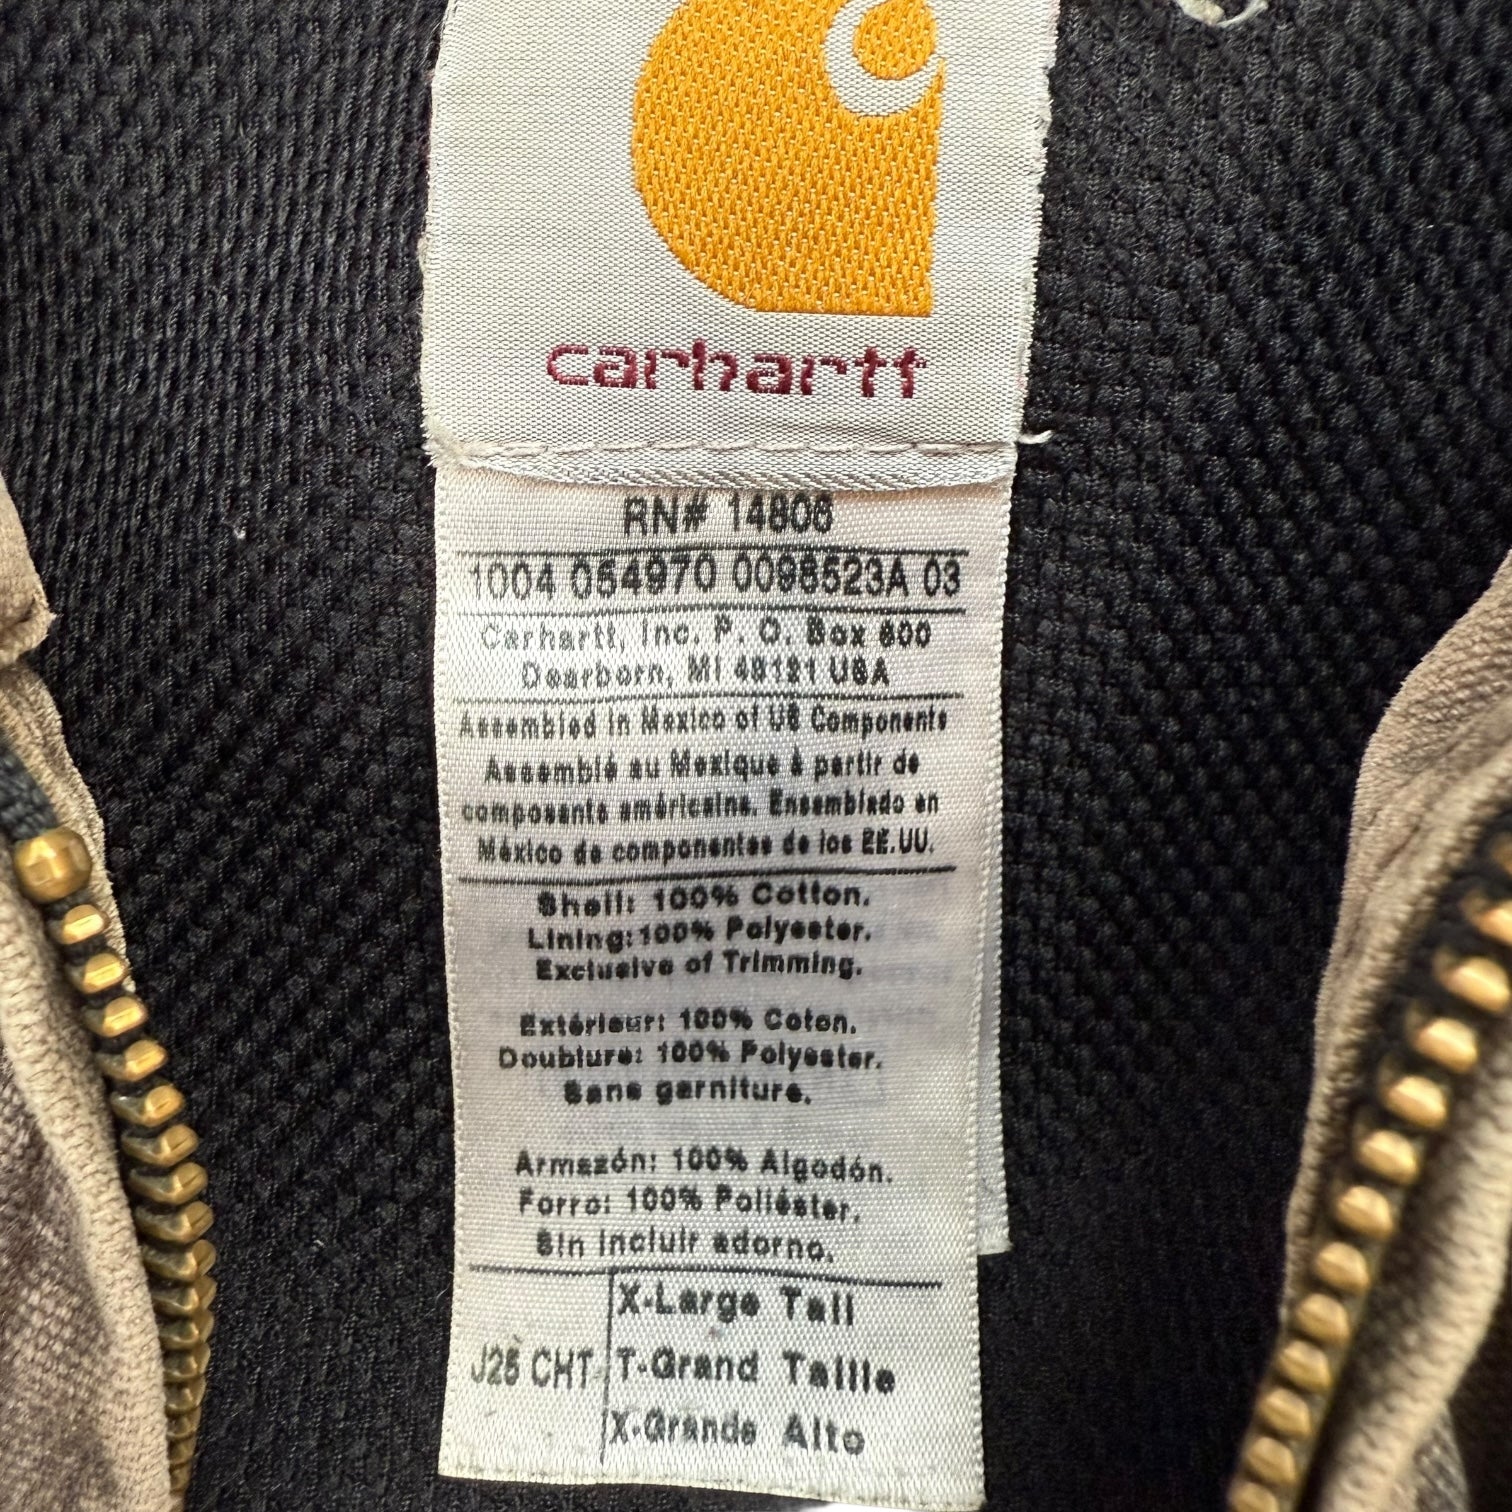 carhartt
RN# 14806
1004 054970 0098523A 03
Carhartt, Inc. P. O. Box 600
Dearborn, MI 48121 USA
Assembled in Mexico of US Components
Assemblé au Mexique à partir de
composants américains. Ensamblado en
México de componentes de los EE.UU.
Shell: 100% Cotton.
Lining: 100% Polyester.
Exclusive of Trimming.
Extérieur: 100% Coton.
Doublure: 100% Polyester.
Sans garniture.
Armazón: 100% Algodón.
Forro: 100% Poliéster.
Sin incluir adorno.
X-Large Tall
J25 CHT T-Grand Taille
X-Grande Alto